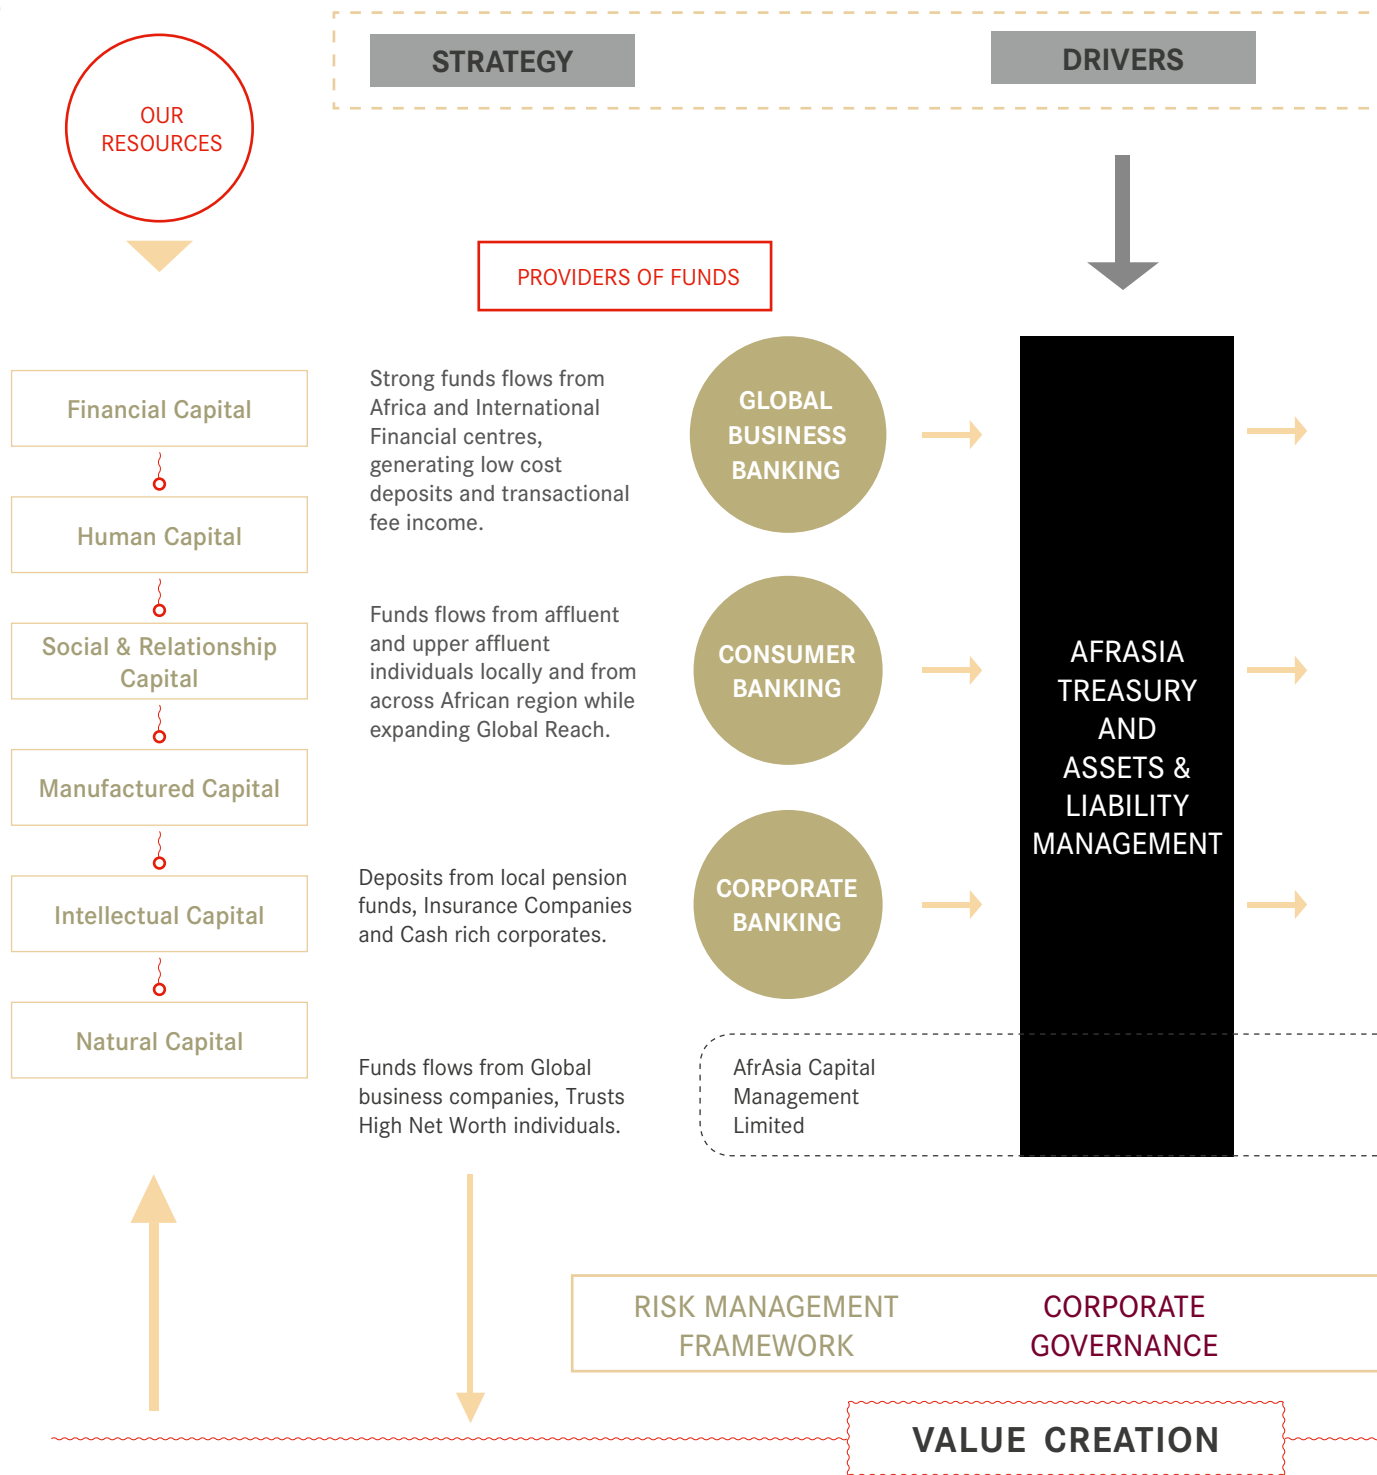 STRATEGY
DRIVERS
OUR
RESOURCES
PROVIDERS OF FUNDS
Financial Capital
Human Capital
Social & Relationship
Capital
Manufactured Capital
Intellectual Capital
Natural Capital
Strong funds flows from
Africa and International
Financial centres,
generating low cost
deposits and transactional
fee income.
GLOBAL
BUSINESS
BANKING
Funds flows from affluent
and upper affluent
individuals locally and from
across African region while
expanding Global Reach.
CONSUMER
BANKING
Deposits from local pension
funds, Insurance Companies
and Cash rich corporates.
CORPORATE
BANKING
Funds flows from Global
business companies, Trusts
High Net Worth individuals.
AfrAsia Capital
Management
Limited
AFRASIA
TREASURY
AND
ASSETS &
LIABILITY
MANAGEMENT
RISK MANAGEMENT
FRAMEWORK
CORPORATE
GOVERNANCE
VALUE CREATION